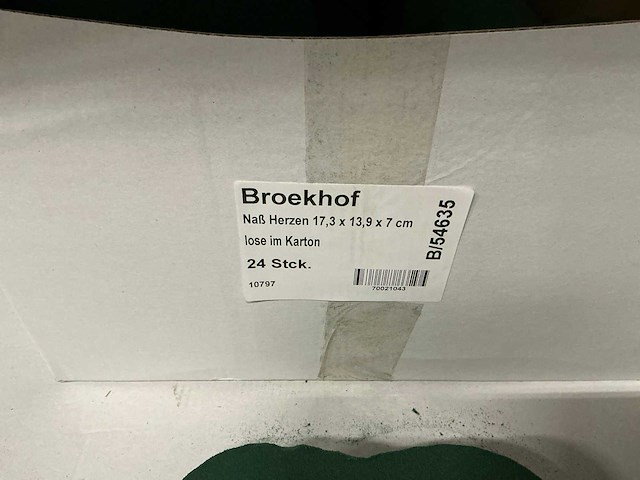 Broekhof
Naß Herzen 17,3 x 13,9 x 7 cm
lose im Karton
24 Stck.
10797
70021043
B/54635